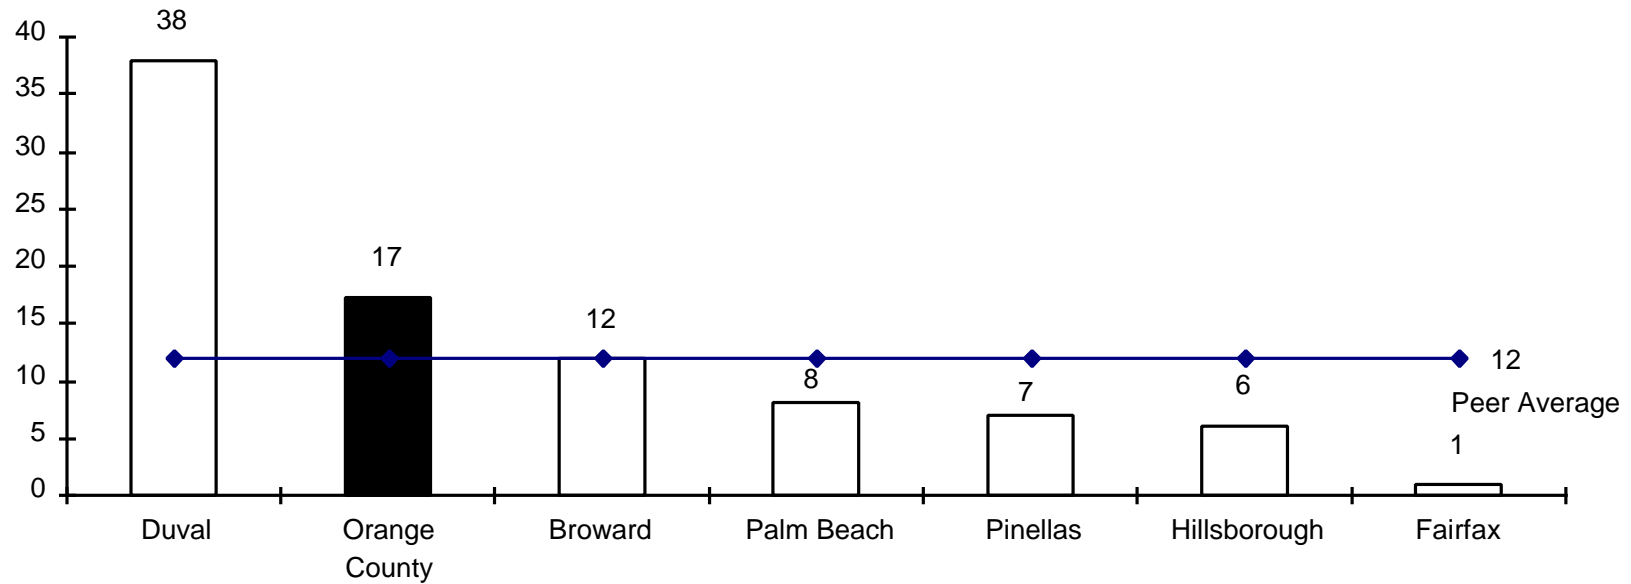 38
40
35
30
25
20
15
10
5
0
17
12
8
7
6
12
Peer Average
1
Duval
Orange
County
Broward
Palm Beach
Pinellas
Hillsborough
Fairfax